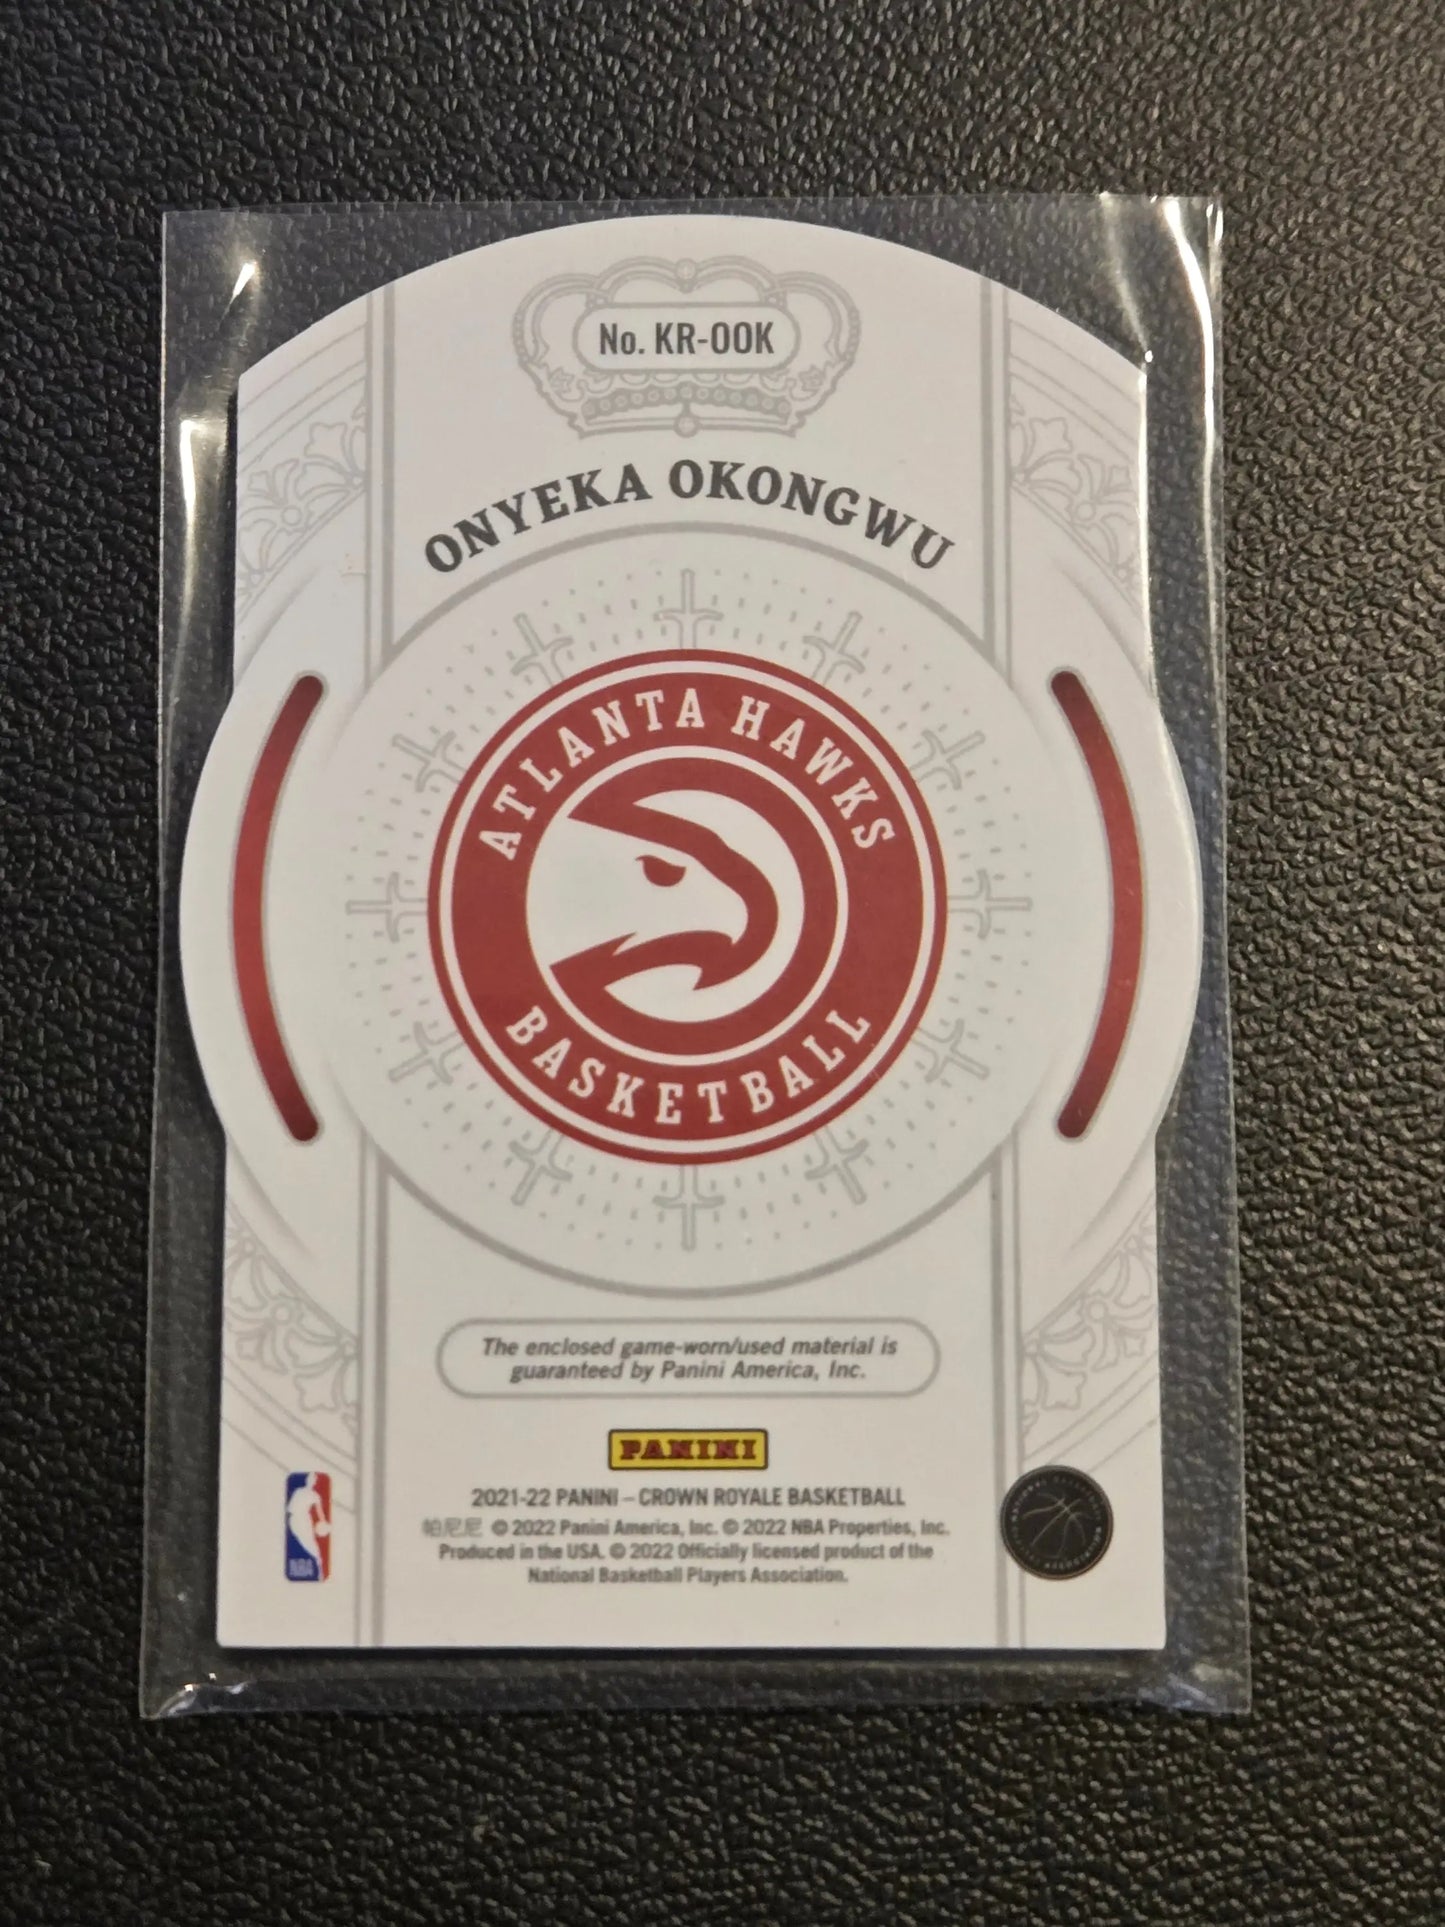 No. KR-OOK
ONYEKA OKONGWU
ATLANTA HAWKS
BASKETBALL
The enclosed game-worn/used material is
guaranteed by Panini America, Inc.
PANINI
2021-22 PANINI – CROWN ROYALE BASKETBALL
帕尼尼 © 2022 Panini America, Inc. © 2022 NBA Properties, Inc.
Produced in the USA. © 2022 Officially licensed product of the
National Basketball Players Association.
NBA